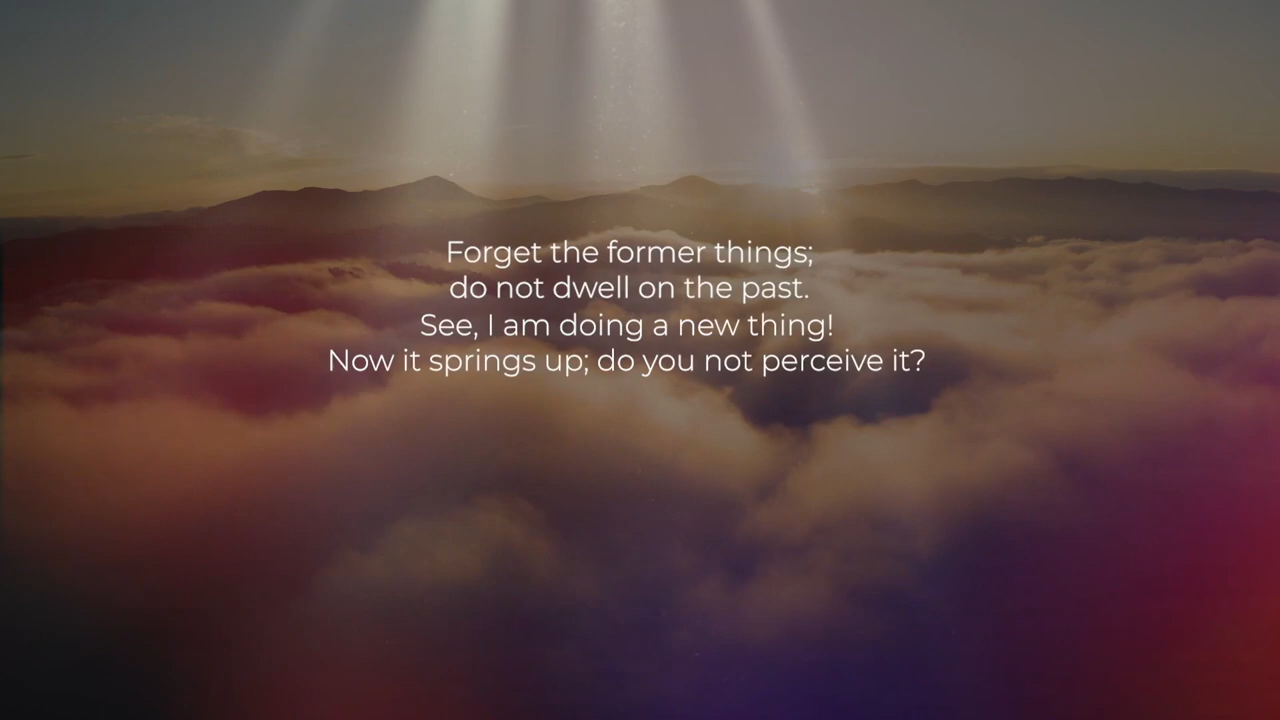 Forget the former things;
do not dwell on the past.
See, I am doing a new thing!
Now it springs up; do you not perceive it?